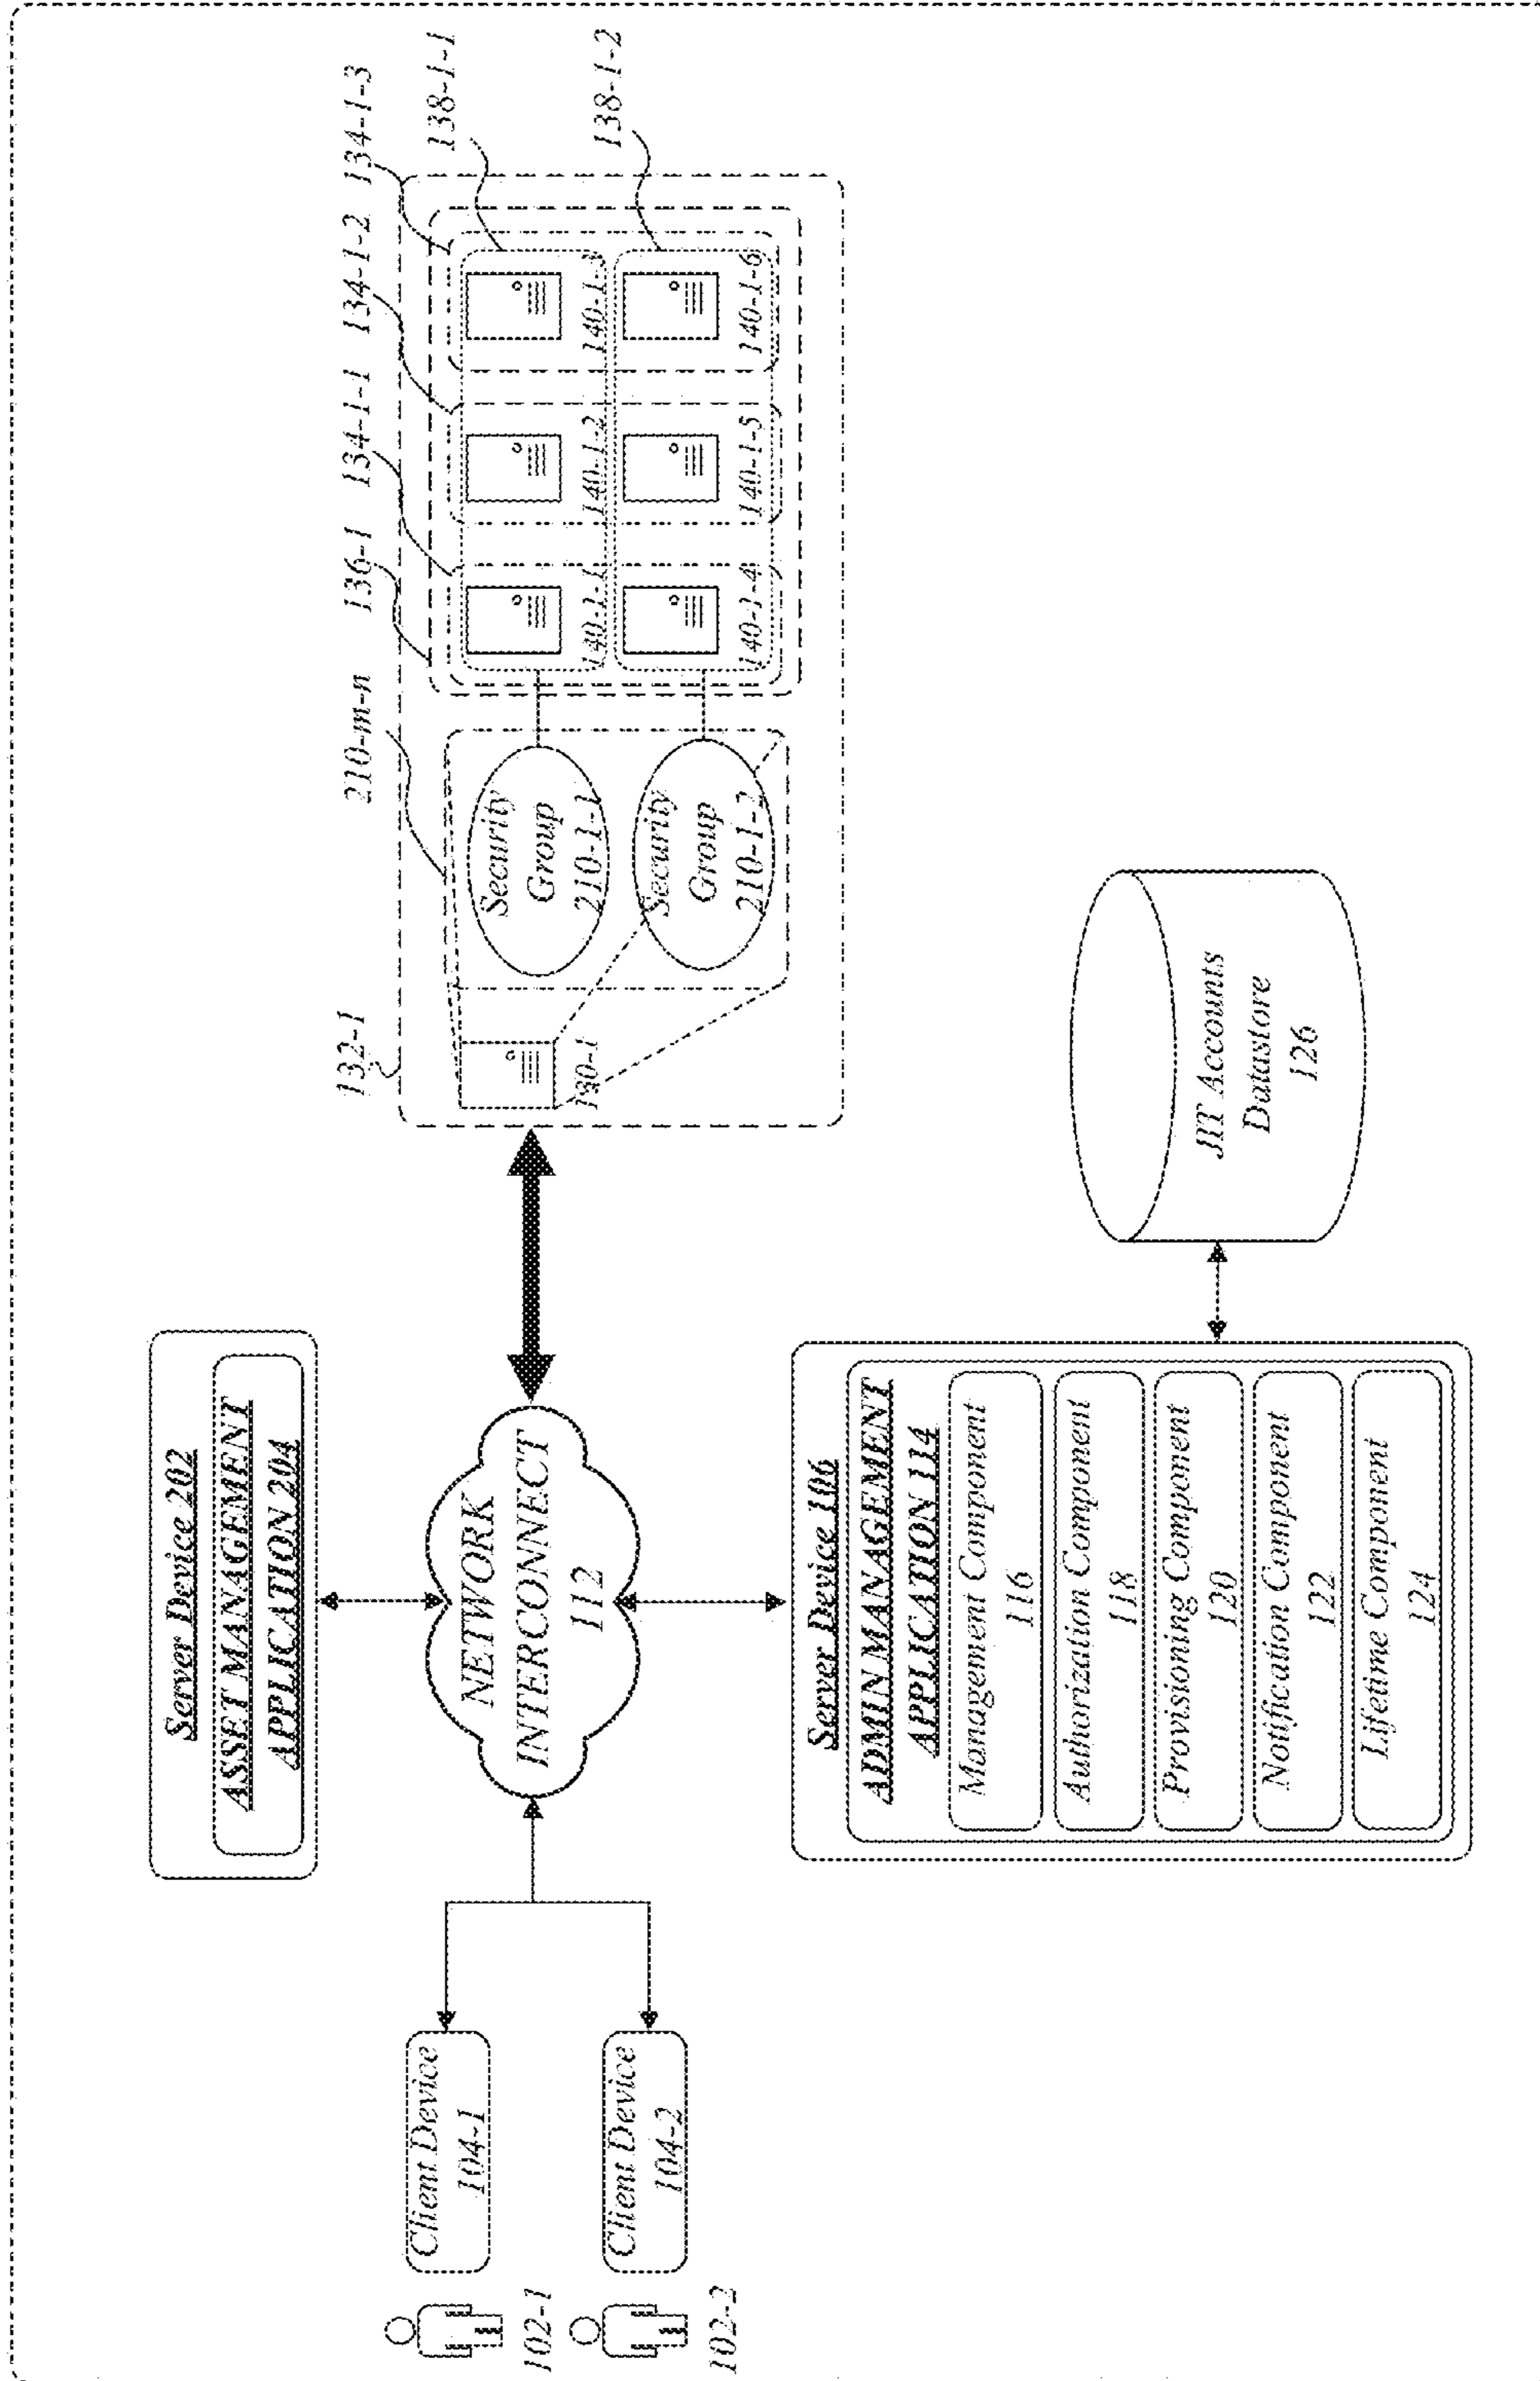 Server Device 202
ASSET MANAGEMENT
APPLICATION 204
132-1
210-m-n
136-1
134-1-1
134-1-2
134-1-3
138-1-1
138-1-2
102-1
102-2
Client Device
104-1
Client Device
104-2
NETWORK
INTERCONNECT
112
Security
Group
210-1-1
Security
Group
210-1-2
140-1-1
140-1-2
140-1-3
140-1-4
140-1-5
140-1-6
Server Device 106
ADMIN MANAGEMENT
APPLICATION 114
Management Component
116
Authorization Component
118
Provisioning Component
120
Notification Component
122
Lifetime Component
124
JIT Accounts
Datastore
126